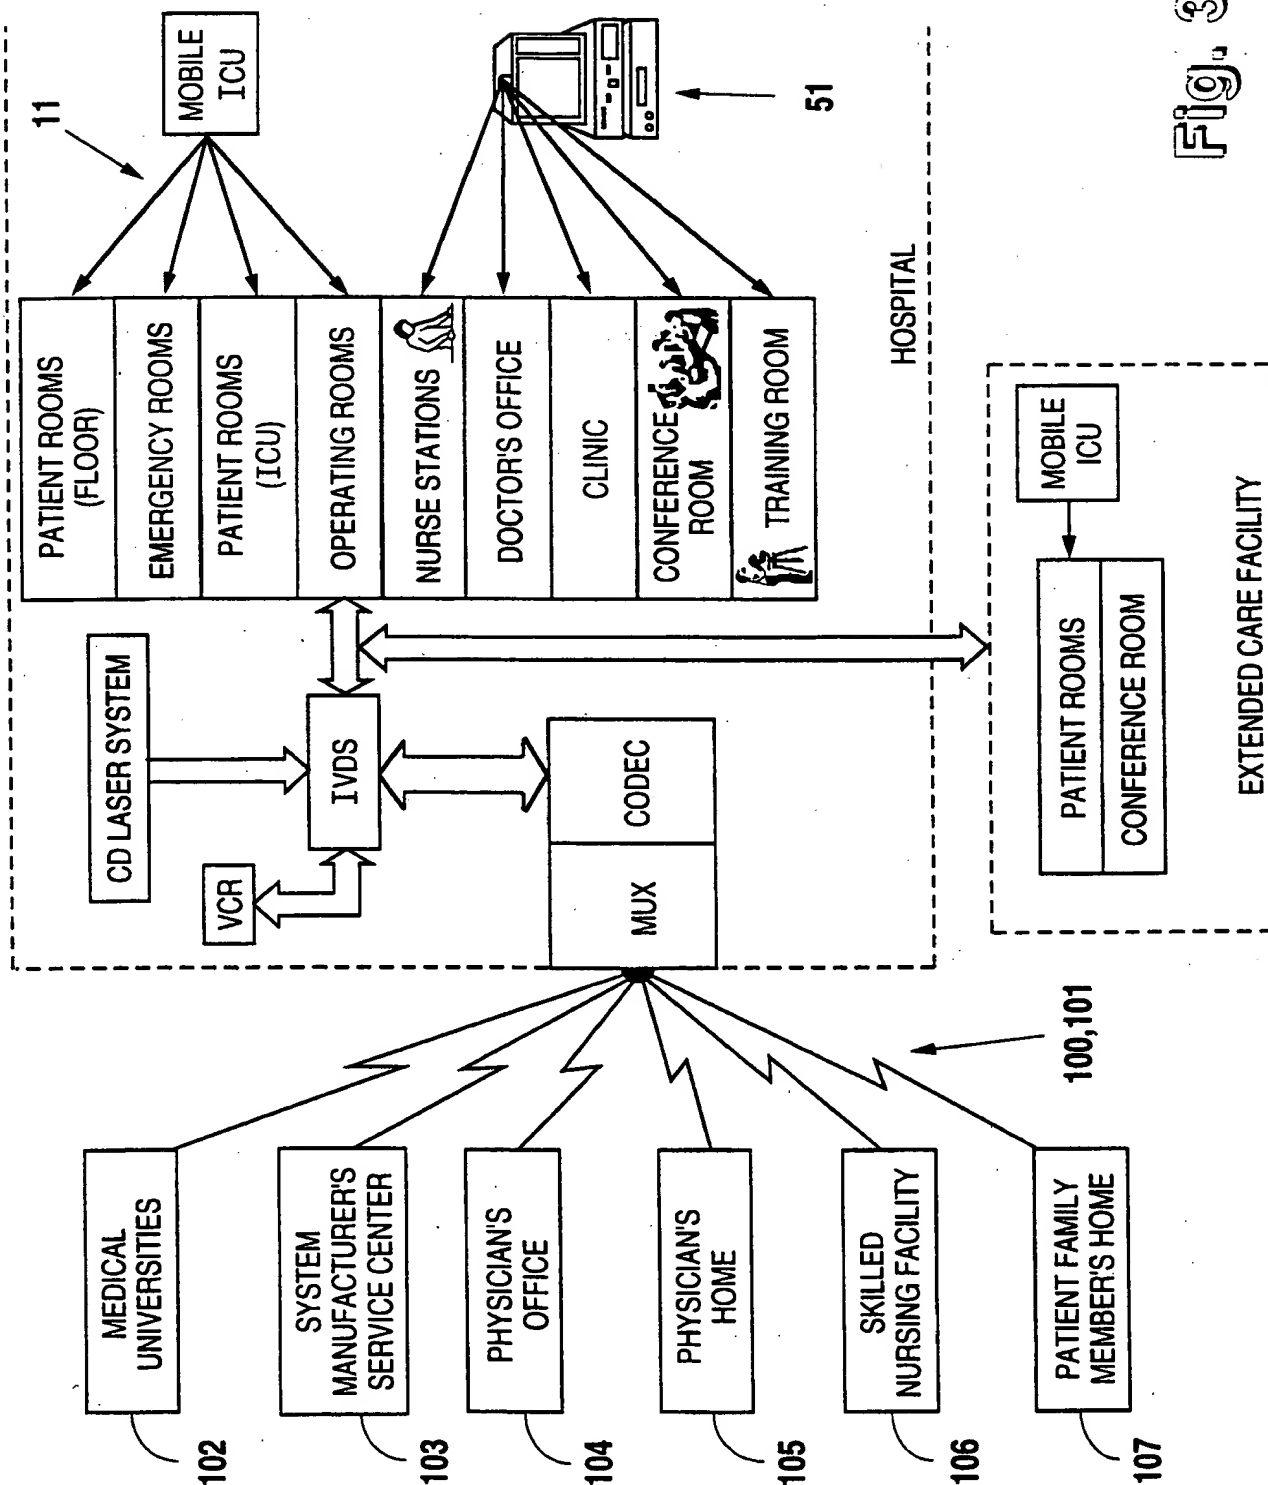 102
MEDICAL
UNIVERSITIES
103
SYSTEM
MANUFACTURER'S
SERVICE CENTER
104
PHYSICIAN'S
OFFICE
105
PHYSICIAN'S
HOME
106
SKILLED
NURSING FACILITY
107
PATIENT FAMILY
MEMBER'S HOME
100,101
CD LASER SYSTEM
VCR
IVDS
MUX
CODEC
PATIENT ROOMS
(FLOOR)
EMERGENCY ROOMS
PATIENT ROOMS
(ICU)
OPERATING ROOMS
NURSE STATIONS
DOCTOR'S OFFICE
CLINIC
CONFERENCE
ROOM
TRAINING ROOM
11
MOBILE
ICU
51
HOSPITAL
MOBILE
ICU
PATIENT ROOMS
CONFERENCE ROOM
EXTENDED CARE FACILITY
Fig. 3